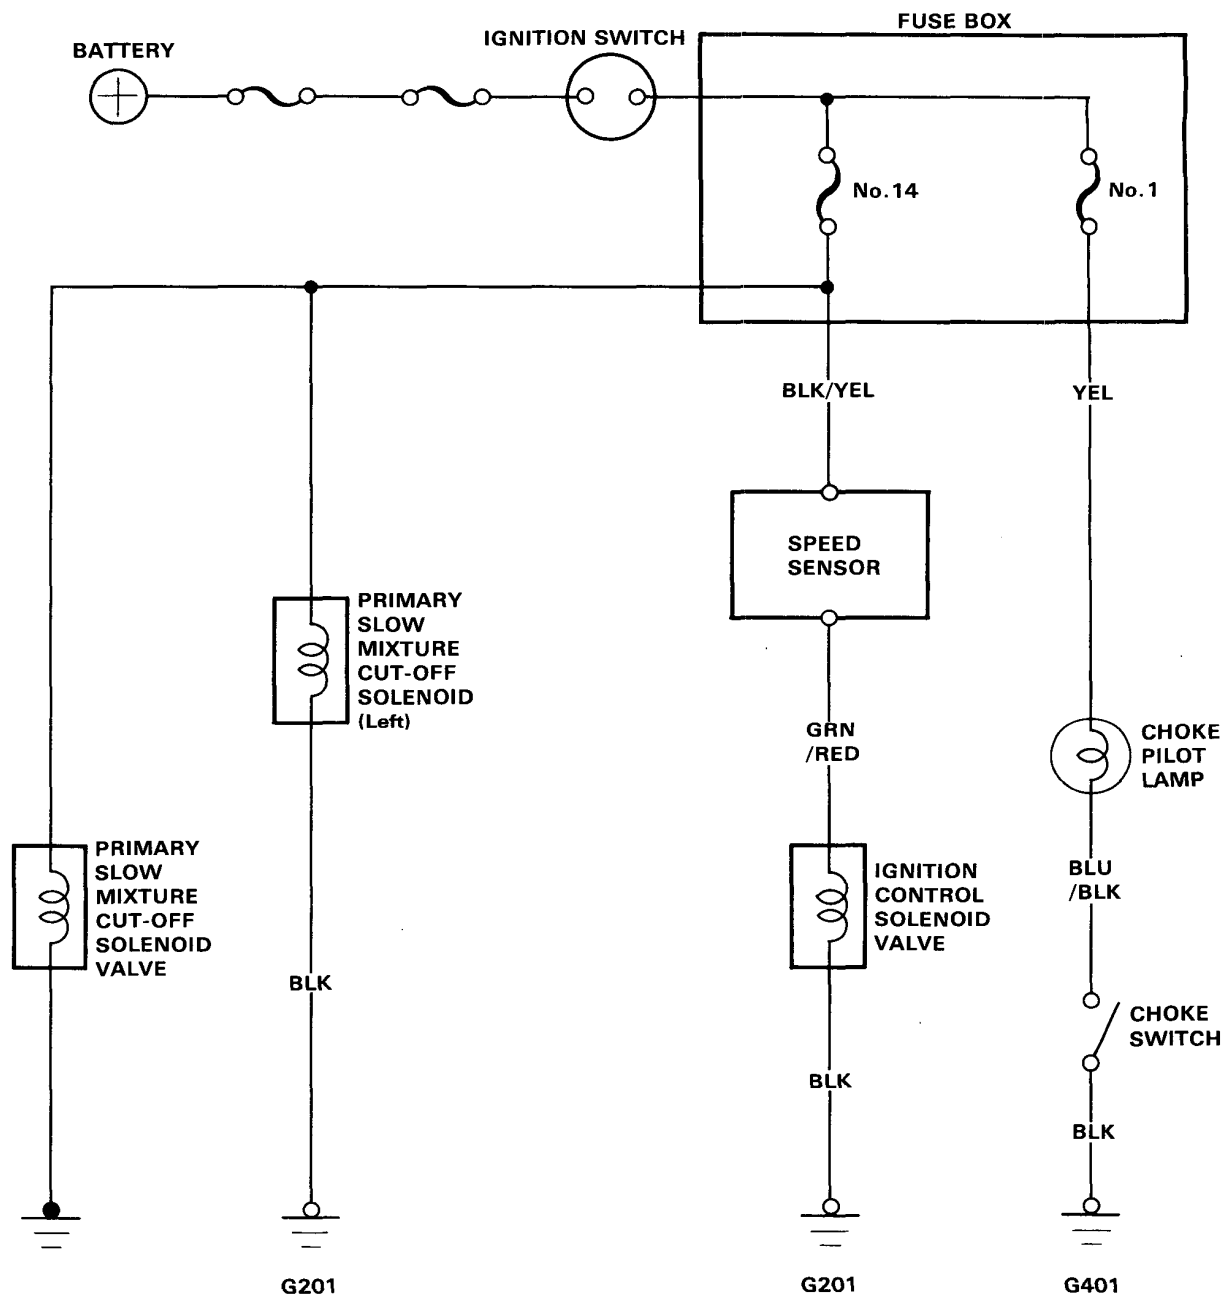 FUSE BOX
IGNITION SWITCH
BATTERY
No.14
No.1
BLK/YEL
YEL
SPEED
SENSOR
PRIMARY
SLOW
MIXTURE
CUT-OFF
SOLENOID
(Left)
GRN
/RED
CHOKE
PILOT
LAMP
PRIMARY
SLOW
MIXTURE
CUT-OFF
SOLENOID
VALVE
IGNITION
CONTROL
SOLENOID
VALVE
BLU
/BLK
BLK
CHOKE
SWITCH
BLK
BLK
G201
G201
G401